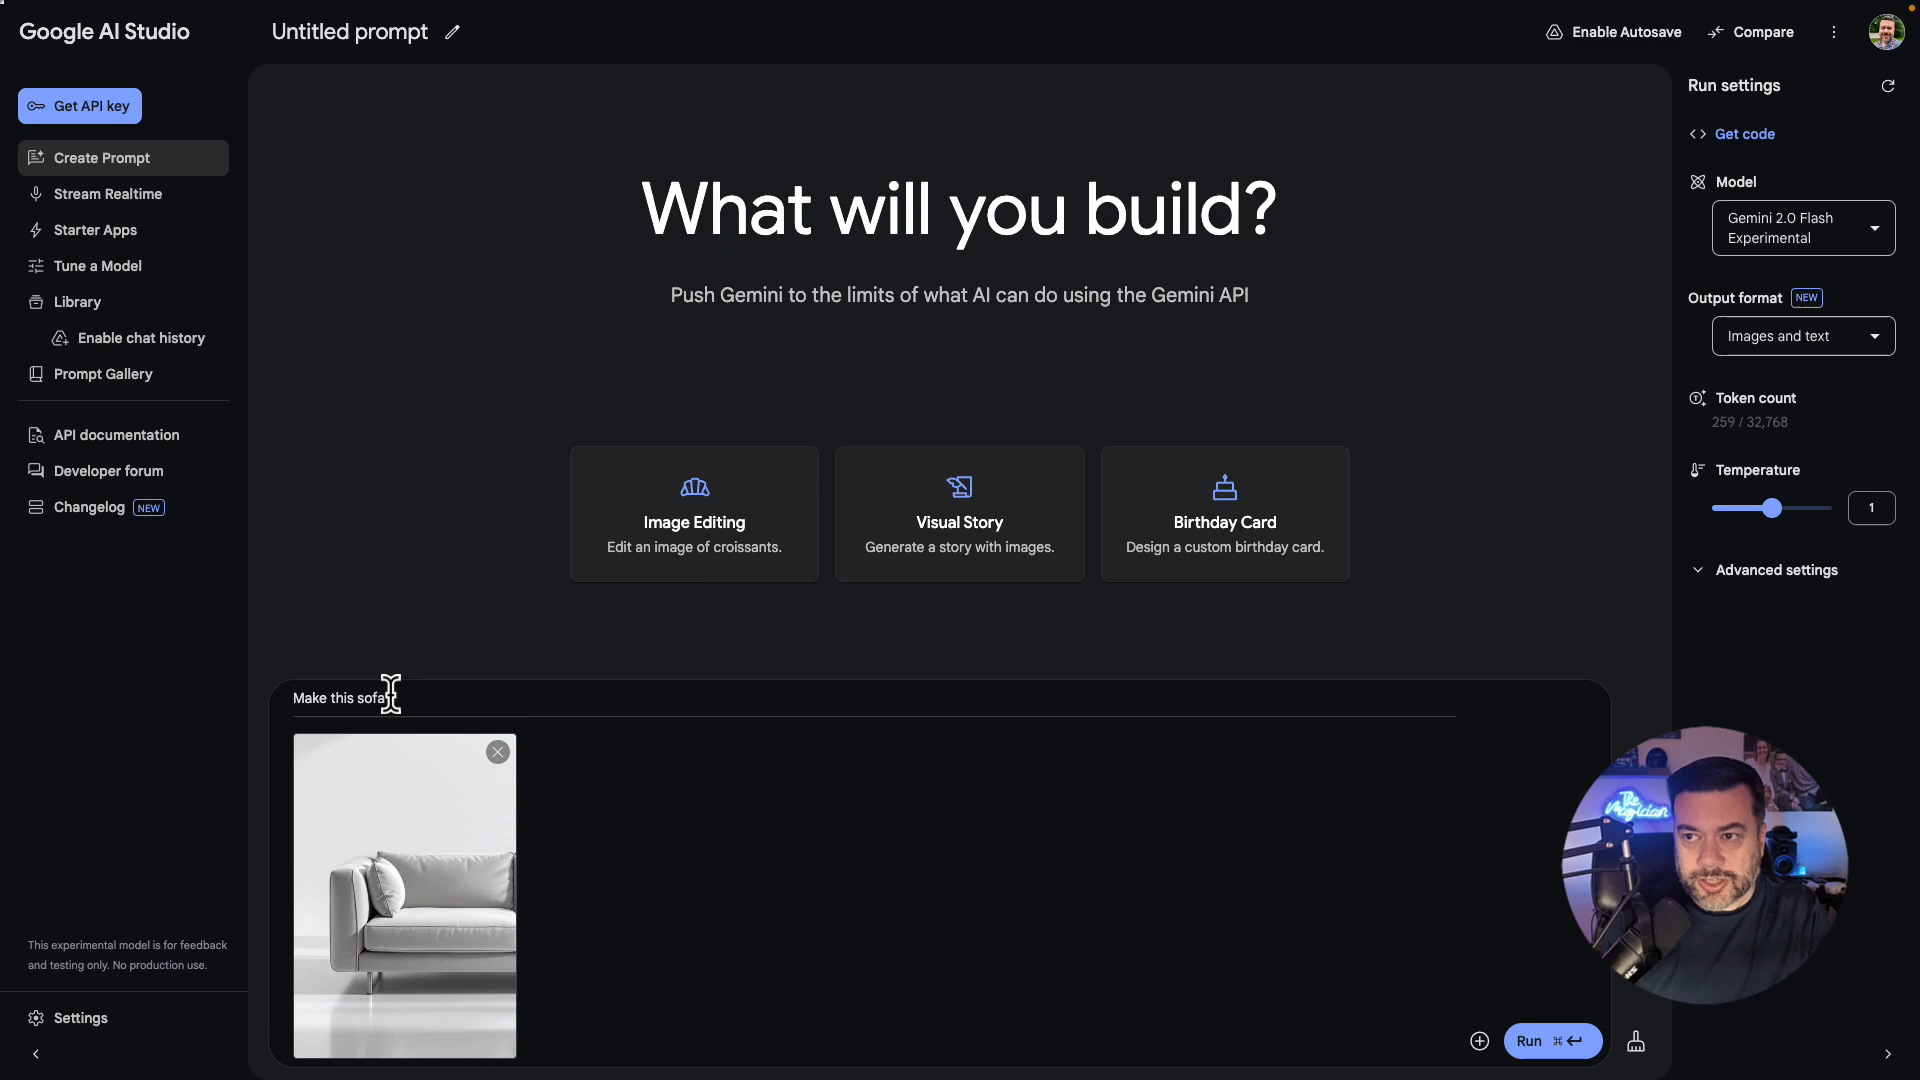 Google AI Studio
Untitled prompt
Enable Autosave
Compare
Get API key
Create Prompt
Stream Realtime
Starter Apps
Tune a Model
Library
Enable chat history
Prompt Gallery
API documentation
Developer forum
Changelog NEW
This experimental model is for feedback
and testing only. No production use.
Settings
What will you build?
Push Gemini to the limits of what AI can do using the Gemini API
Image Editing
Edit an image of croissants.
Visual Story
Generate a story with images.
Birthday Card
Design a custom birthday card.
Make this sofa
Run ⌘ ↵
Run settings
Get code
Model
Gemini 2.0 Flash
Experimental
Output format NEW
Images and text
Token count
259 / 32,768
Temperature
1
Advanced settings
The
Magician